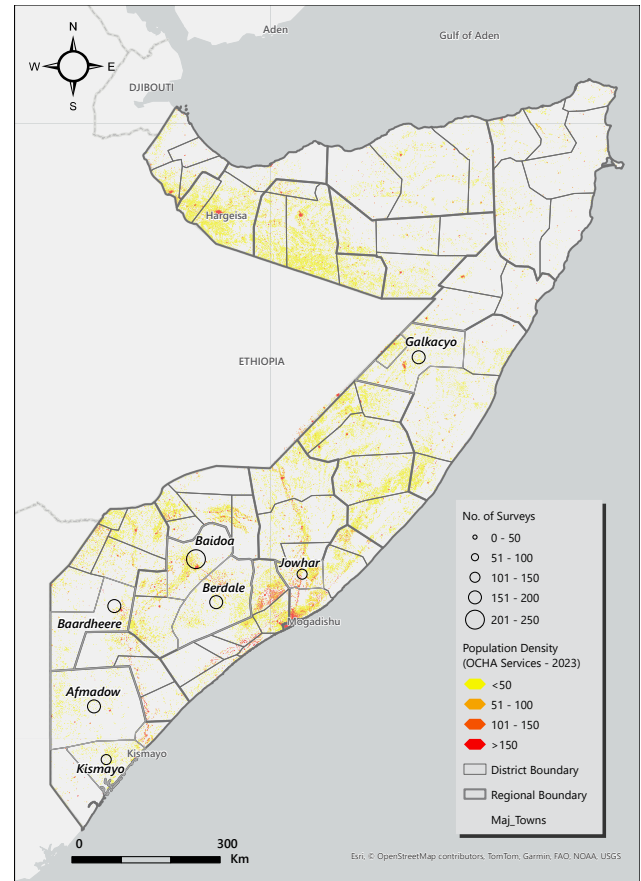 Aden
Gulf of Aden
N
W
E
S
DJIBOUTI
Hargeisa
Galkacyo
ETHIOPIA
Baidoa
Jowhar
Berdale
Mogadishu
Baardheere
Afmadow
Kismayo
Kismayo
No. of Surveys
0 - 50
51 - 100
101 - 150
151 - 200
201 - 250
Population Density
(OCHA Services - 2023)
<50
51 - 100
101 - 150
>150
District Boundary
Regional Boundary
Maj_Towns
0 300
Km
Esri, © OpenStreetMap contributors, TomTom, Garmin, FAO, NOAA, USGS